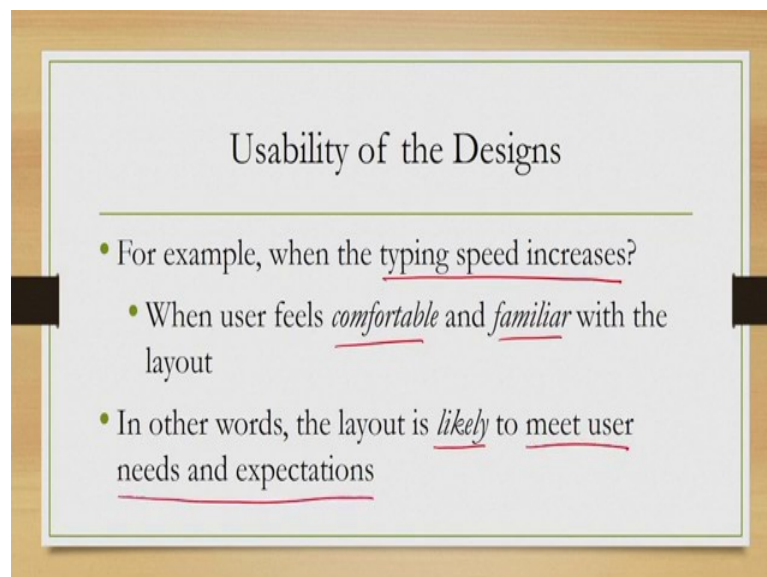 Usability of the Designs
• For example, when the typing speed increases?
• When user feels comfortable and familiar with the
layout
• In other words, the layout is likely to meet user
needs and expectations